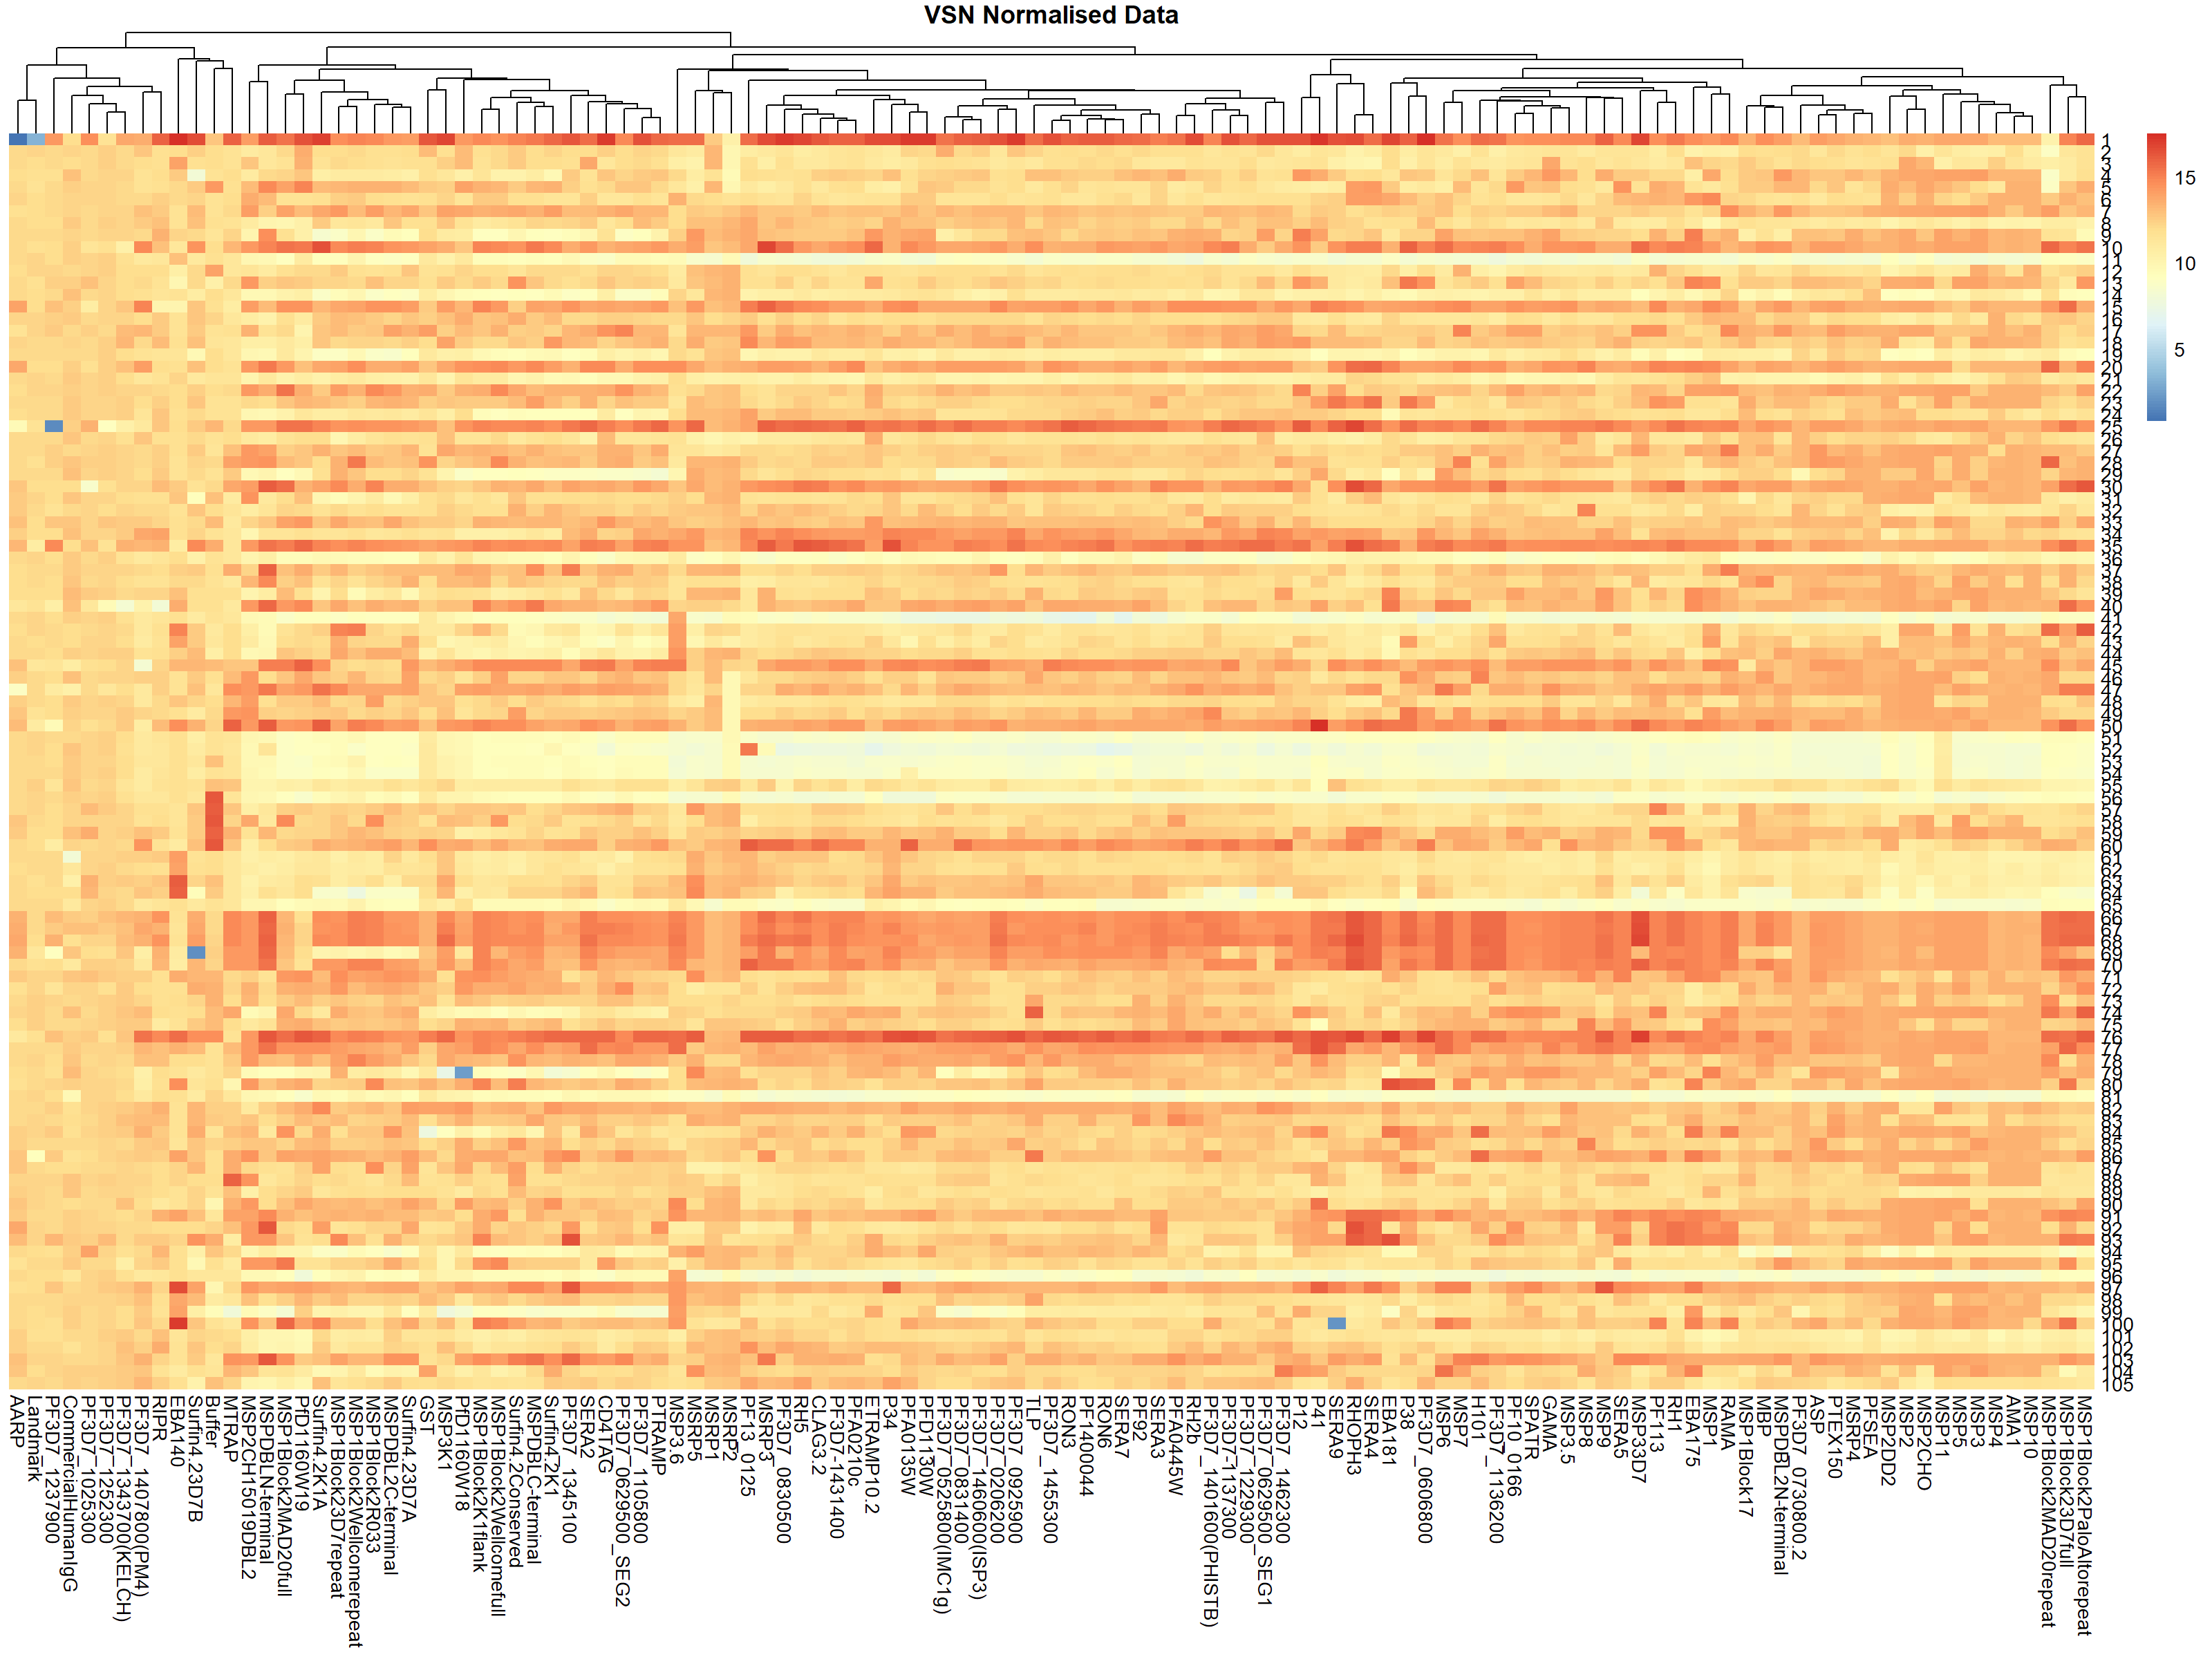 VSN Normalised Data
15
10
5
1
2
3
4
5
6
7
8
9
10
11
12
13
14
15
16
17
18
19
20
21
22
23
24
25
26
27
28
29
30
31
32
33
34
35
36
37
38
39
40
41
42
43
44
45
46
47
48
49
50
51
52
53
54
55
56
57
58
59
60
61
62
63
64
65
66
67
68
69
70
71
72
73
74
75
76
77
78
79
80
81
82
83
84
85
86
87
88
89
90
91
92
93
94
95
96
97
98
99
100
101
102
103
104
105
AARP
Landmark
PF3D7_1237900
CommercialHumanIgG
PF3D7_1025300
PF3D7_1252300
PF3D7_1343700(KELCH)
PF3D7_1407800(PM4)
RIPR
EBA140
Surfin4.23D7B
Buffer
MTRAP
MSP2CH15019DBL2
MSPDBLN-terminal
MSP1Block2MAD20full
PfD1160W19
Surfin4.2K1A
MSP1Block23D7repeat
MSP1Block2Wellcomerepeat
MSP1Block2R033
MSPDBL2C-terminal
Surfin4.23D7A
GST
MSP3K1
PfD1160W18
MSP1Block2K1flank
MSP1Block2Wellcomefull
Surfin4.2Conserved
MSPDBLC-terminal
Surfin4.2K1
PF3D7_1345100
SERA2
CD4TAG
PF3D7_0629500_SEG2
PF3D7_1105800
PTRAMP
MSP3.6
MSRP5
MSRP1
MSRP2
PF13_0125
MSRP3
PF3D7_0830500
RH5
CLAG3.2
PF3D7-1431400
PFA0210c
ETRAMP10.2
P34
PFA0135W
PFD1130W
PF3D7_0525800(IMC1g)
PF3D7_0831400
PF3D7_1460600(ISP3)
PF3D7_0206200
PF3D7_0925900
TLP
PF3D7_1455300
RON3
PF1400044
RON6
SERA7
PF92
SERA3
PFA0445W
RH2b
PF3D7_1401600(PHISTB)
PF3D7-1137300
PF3D7_1229300
PF3D7_0629500_SEG1
PF3D7_1462300
P12
P41
SERA9
RHOPH3
SERA4
EBA181
P38
PF3D7_0606800
MSP6
MSP7
H101
PF3D7_1136200
PF10_0166
SPATR
GAMA
MSP3.5
MSP8
MSP9
SERA5
MSP33D7
PF113
RH1
EBA175
MSP1
RAMA
MSP1Block17
MBP
MSPDBL2N-terminal
PF3D7_0730800.2
ASP
PTEX150
MSRP4
PFSEA
MSP2DD2
MSP2
MSP2CHO
MSP11
MSP5
MSP3
MSP4
AMA1
MSP10
MSP1Block2MAD20repeat
MSP1Block23D7full
MSP1Block2PaloAltorepeat